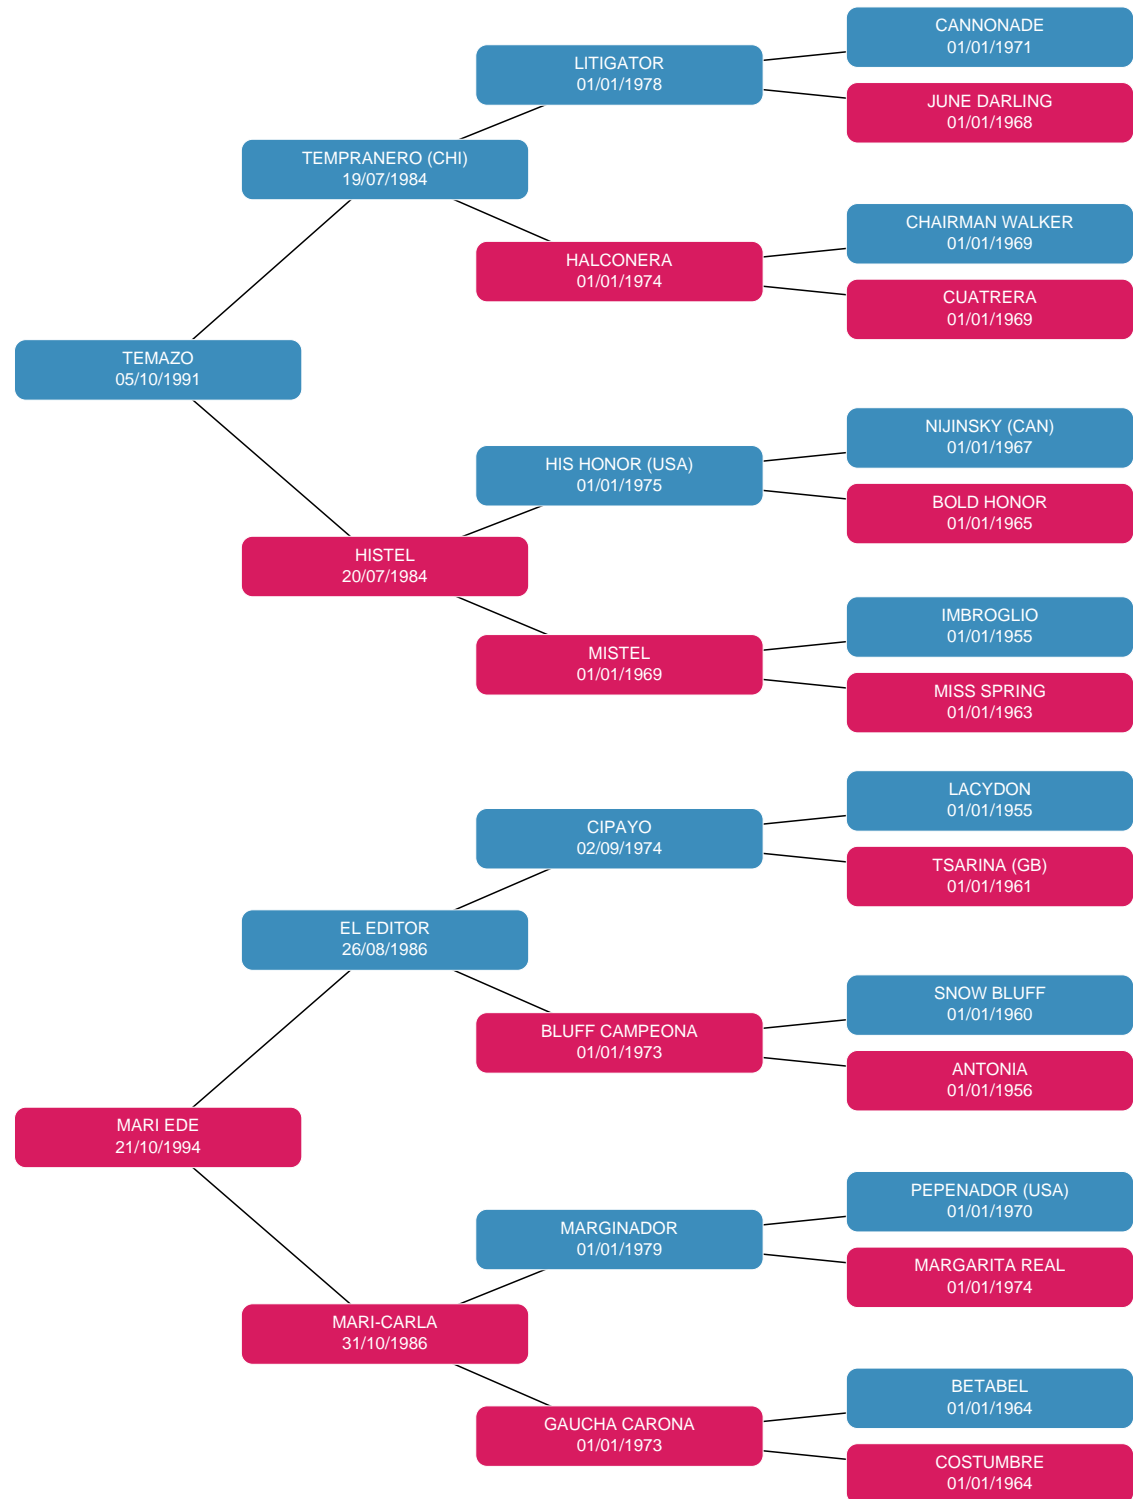 CANNONADE
01/01/1971
LITIGATOR
01/01/1978
JUNE DARLING
01/01/1968
TEMPRANERO (CHI)
19/07/1984
CHAIRMAN WALKER
01/01/1969
HALCONERA
01/01/1974
CUATRERA
01/01/1969
TEMAZO
05/10/1991
NIJINSKY (CAN)
01/01/1967
HIS HONOR (USA)
01/01/1975
BOLD HONOR
01/01/1965
HISTEL
20/07/1984
IMBROGLIO
01/01/1955
MISTEL
01/01/1969
MISS SPRING
01/01/1963
LACYDON
01/01/1955
CIPAYO
02/09/1974
TSARINA (GB)
01/01/1961
EL EDITOR
26/08/1986
SNOW BLUFF
01/01/1960
BLUFF CAMPEONA
01/01/1973
ANTONIA
01/01/1956
MARI EDE
21/10/1994
PEPENADOR (USA)
01/01/1970
MARGINADOR
01/01/1979
MARGARITA REAL
01/01/1974
MARI-CARLA
31/10/1986
BETABEL
01/01/1964
GAUCHA CARONA
01/01/1973
COSTUMBRE
01/01/1964